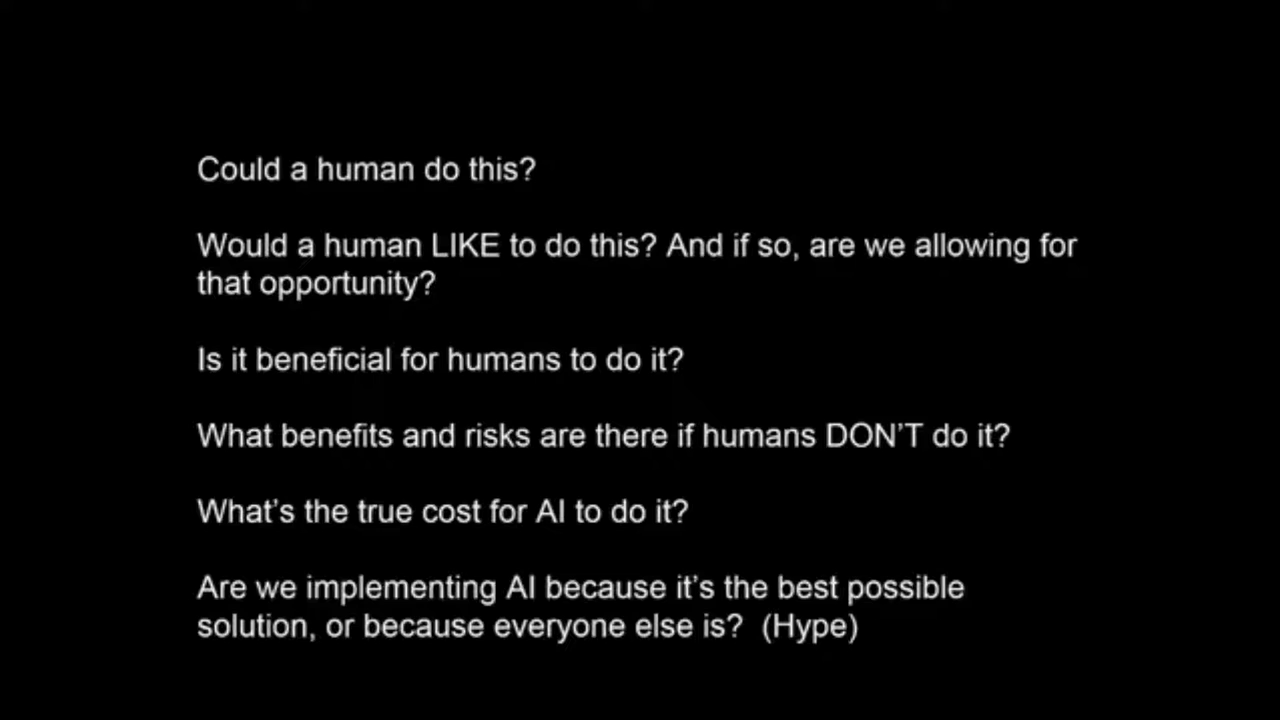 Could a human do this?
Would a human LIKE to do this? And if so, are we allowing for
that opportunity?
Is it beneficial for humans to do it?
What benefits and risks are there if humans DON'T do it?
What's the true cost for AI to do it?
Are we implementing AI because it's the best possible
solution, or because everyone else is?  (Hype)